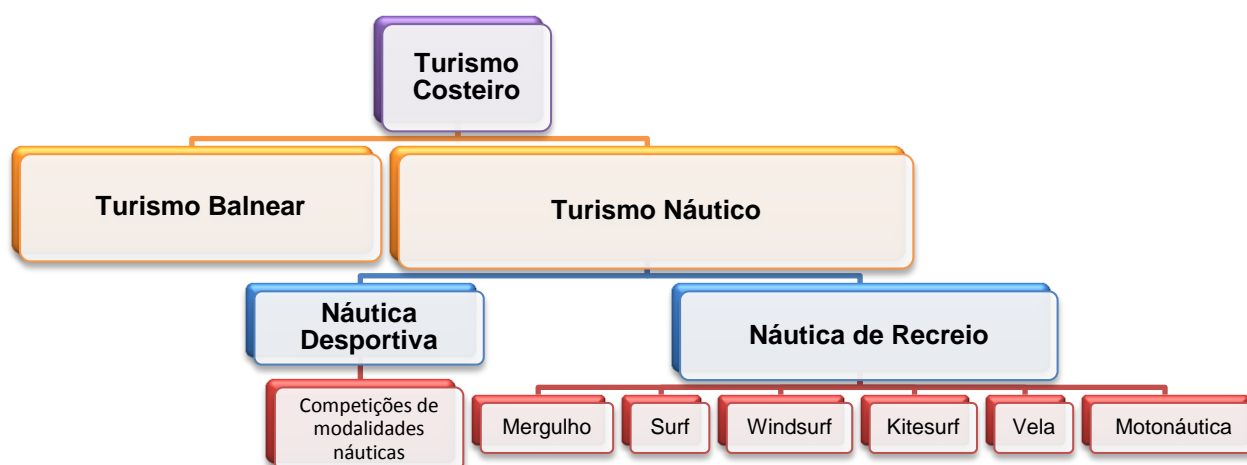 Turismo
Costeiro
Turismo Balnear
Turismo Náutico
Náutica
Desportiva
Náutica de Recreio
Competições de
modalidades
náuticas
Mergulho
Surf
Windsurf
Kitesurf
Vela
Motonáutica